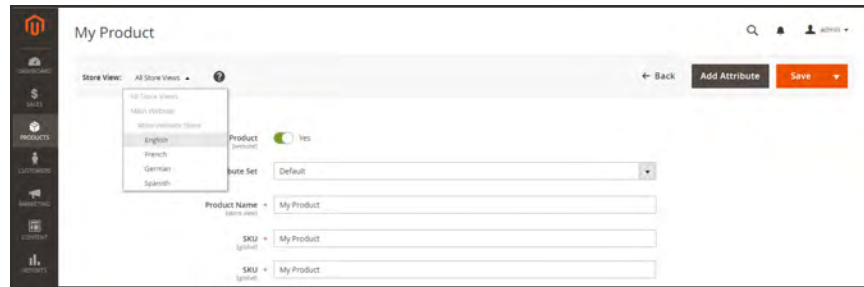 My Product
admin
DASHBOARD
Store View: All Store Views
← Back
Add Attribute
Save
SALES
All Store Views
Main Website
Main Website Store
English
French
German
Spanish
PRODUCTS
Product
[website]
Yes
CUSTOMERS
bute Set
Default
MARKETING
Product Name *
[store view]
My Product
CONTENT
SKU *
[global]
My Product
REPORTS
SKU *
[global]
My Product